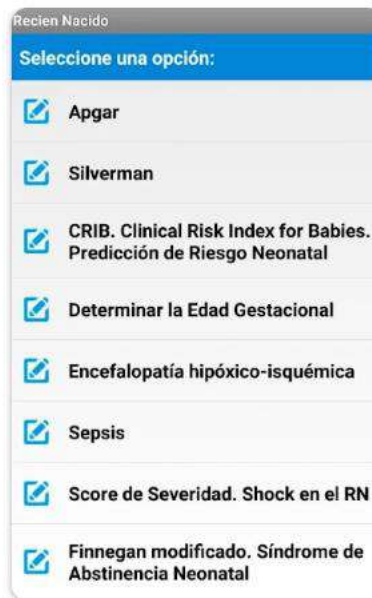 Recien Nacido
Seleccione una opción:
Apgar
Silverman
CRIB. Clinical Risk Index for Babies.
Predicción de Riesgo Neonatal
Determinar la Edad Gestacional
Encefalopatía hipóxico-isquémica
Sepsis
Score de Severidad. Shock en el RN
Finnegan modificado. Síndrome de
Abstinencia Neonatal